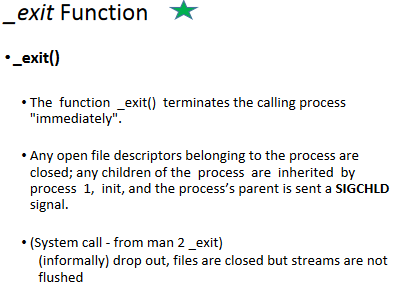 _exit Function
• _exit()
• The function _exit() terminates the calling process
"immediately".
• Any open file descriptors belonging to the process are
closed; any children of the process are inherited by
process 1, init, and the process's parent is sent a SIGCHLD
signal.
• (System call - from man 2 _exit)
(informally) drop out, files are closed but streams are not
flushed